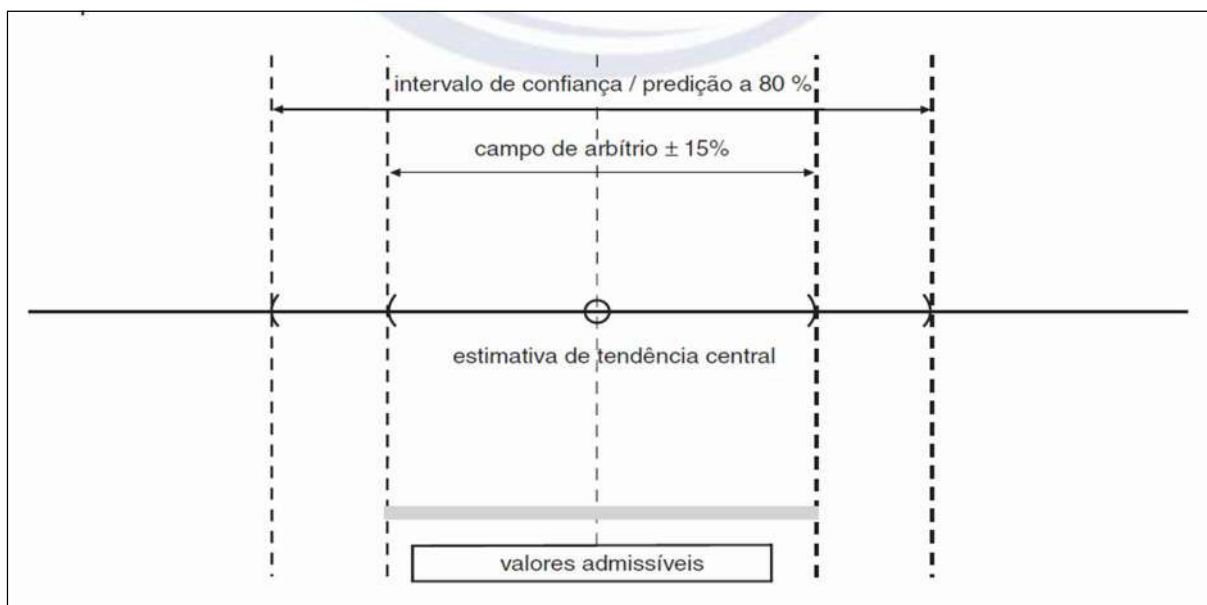 intervalo de confiança / predição a 80 %
campo de arbítrio ± 15%
estimativa de tendência central
valores admissíveis